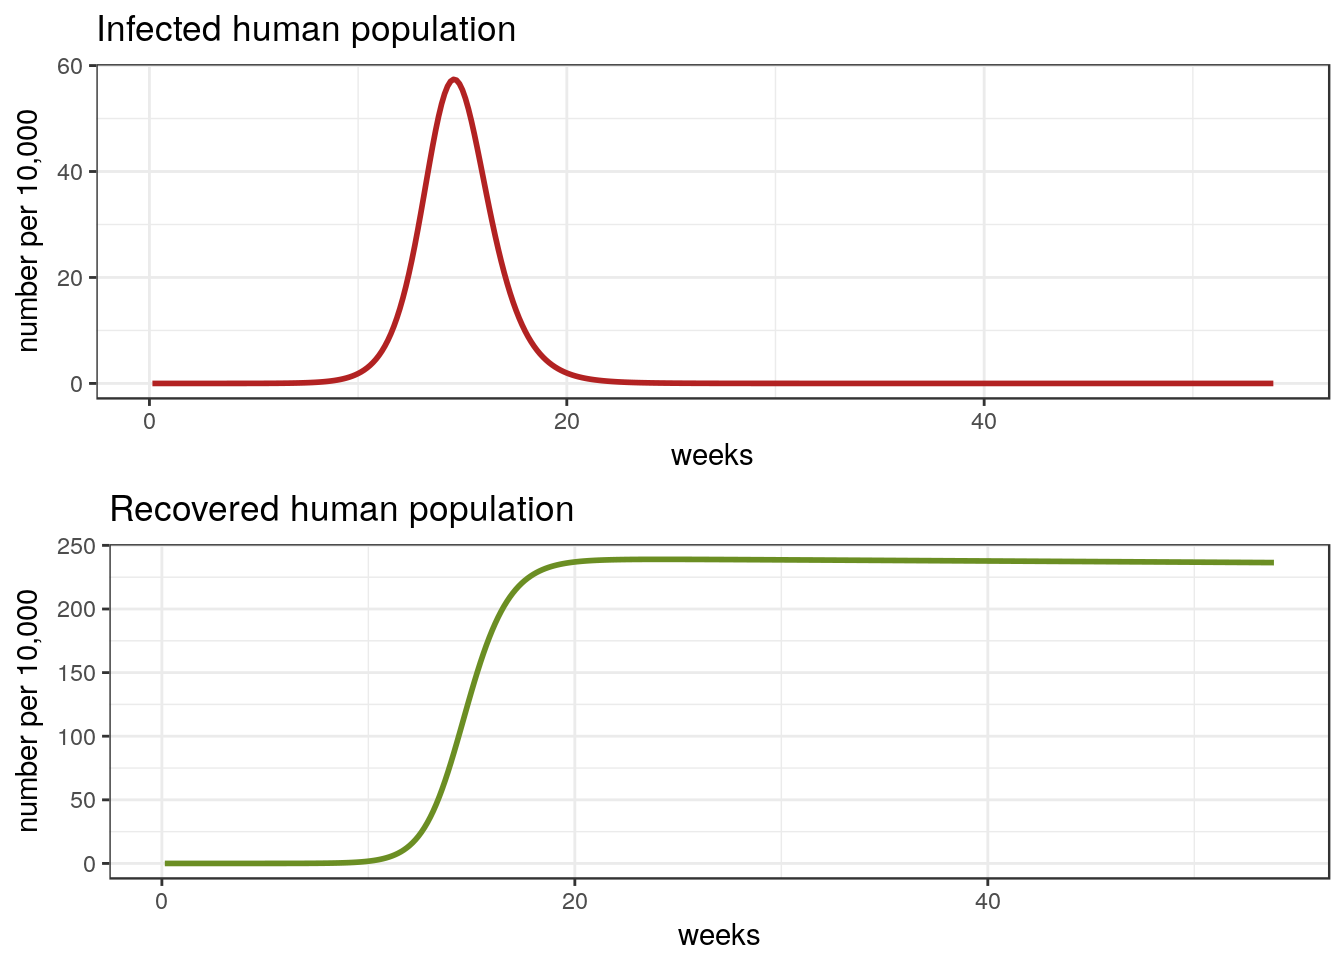 Infected human population
60
40
20
0
number per 10,000
0 20 40
weeks
Recovered human population
250
200
150
100
50
0
number per 10,000
0 20 40
weeks